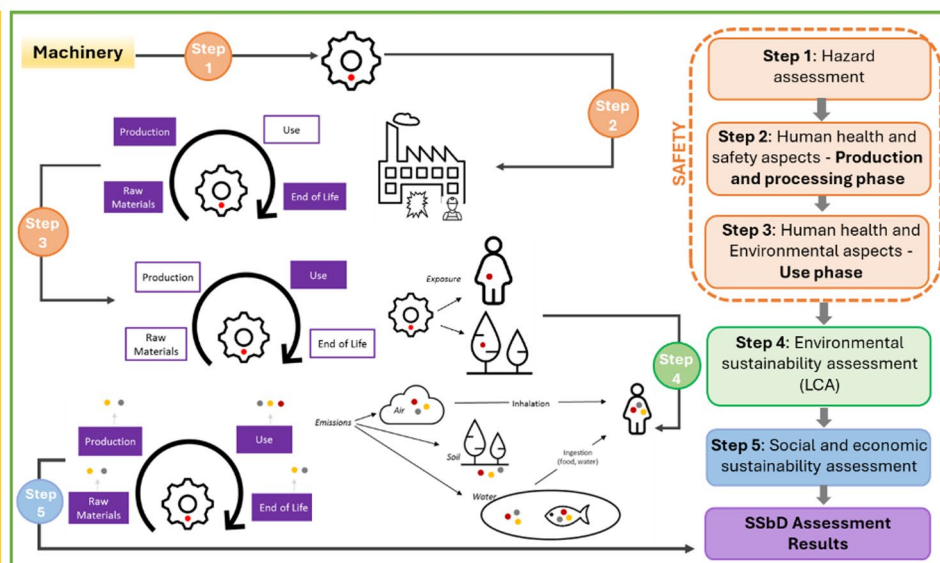 Machinery
Step
1
Step
2
Production
Use
Raw
Materials
End of Life
Step
3
Production
Use
Raw
Materials
End of Life
Exposure
Step
4
Production
Use
Raw
Materials
End of Life
Emissions
Air
Inhalation
Soil
Ingestion
(food, water)
Water
Step
5
SAFETY
Step 1: Hazard
assessment
Step 2: Human health and
safety aspects - Production
and processing phase
Step 3: Human health and
Environmental aspects -
Use phase
Step 4: Environmental
sustainability assessment
(LCA)
Step 5: Social and economic
sustainability assessment
SSbD Assessment
Results